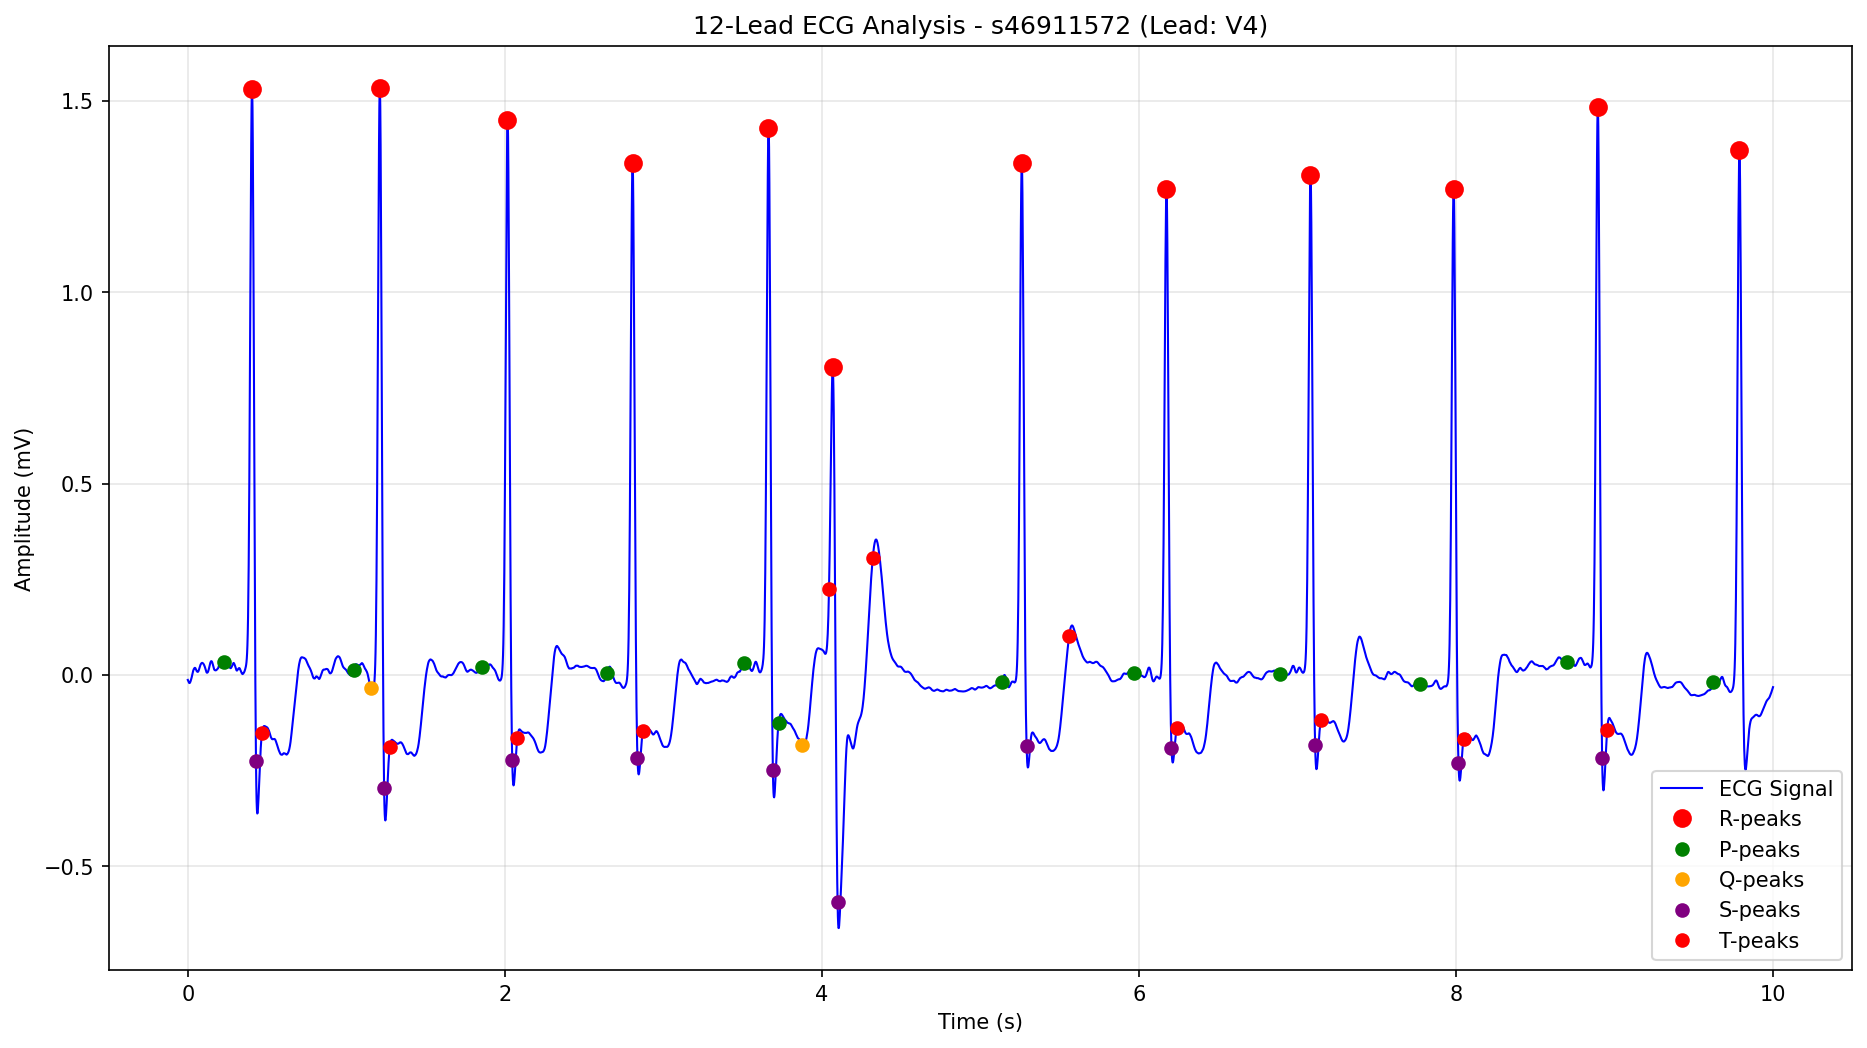 12-Lead ECG Analysis - s46911572 (Lead: V4)
Amplitude (mV)
1.5
1.0
0.5
0.0
−0.5
0 2 4 6 8 10
Time (s)
ECG Signal
R-peaks
P-peaks
Q-peaks
S-peaks
T-peaks